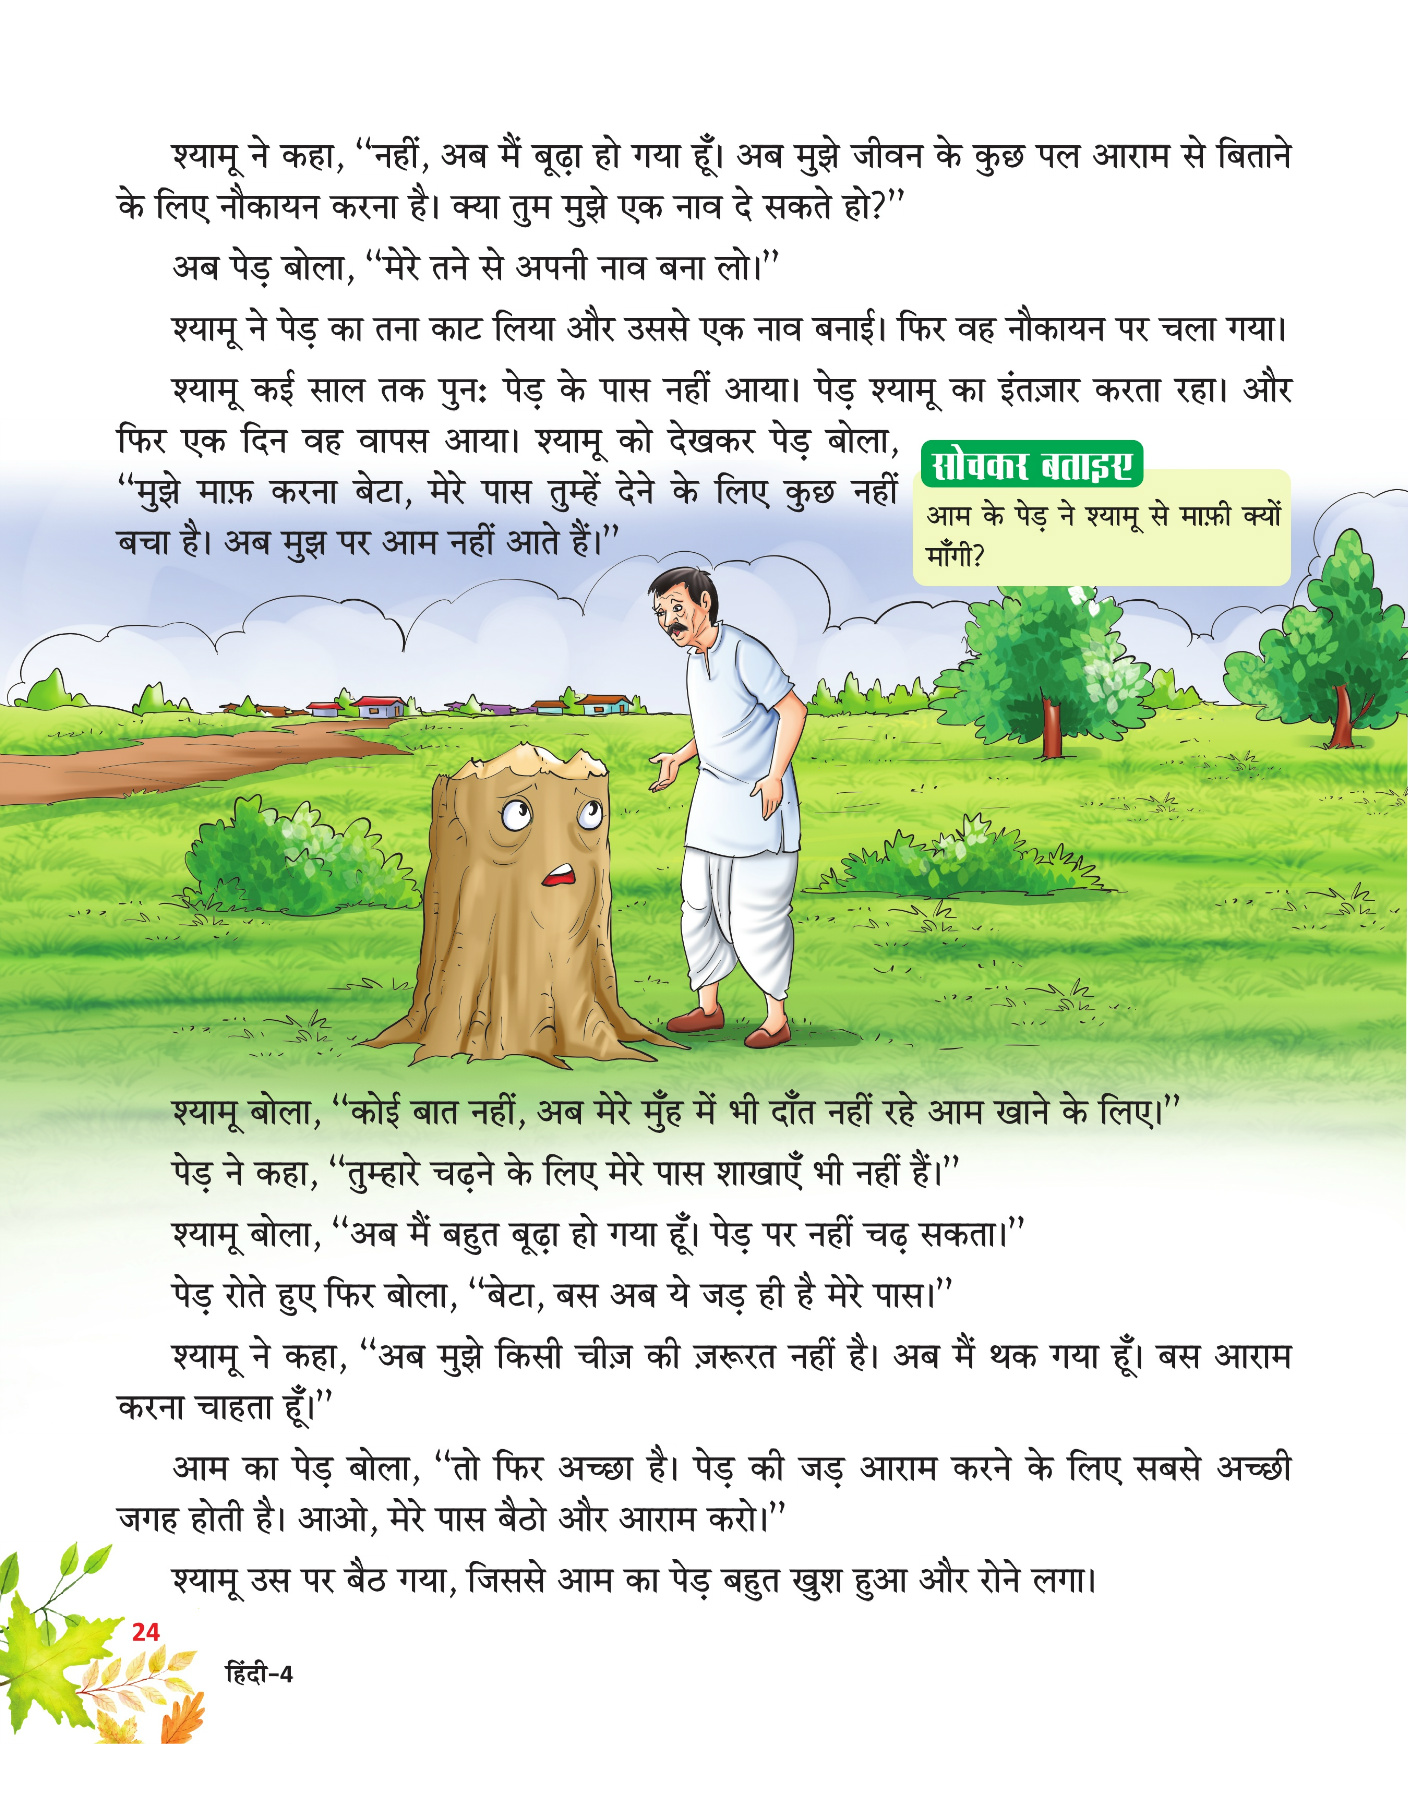 श्यामू ने कहा, “नहीं, अब मैं बूढ़ा हो गया हूँ। अब मुझे जीवन के कुछ पल आराम से बिताने
के लिए नौकायन करना है। क्या तुम मुझे एक नाव दे सकते हो?”
अब पेड़ बोला, “मेरे तने से अपनी नाव बना लो।”
श्यामू ने पेड़ का तना काट लिया और उससे एक नाव बनाई। फिर वह नौकायन पर चला गया।
श्यामू कई साल तक पुनः पेड़ के पास नहीं आया। पेड़ श्यामू का इंतज़ार करता रहा। और
फिर एक दिन वह वापस आया। श्यामू को देखकर पेड़ बोला,
“मुझे माफ़ करना बेटा, मेरे पास तुम्हें देने के लिए कुछ नहीं
बचा है। अब मुझ पर आम नहीं आते हैं।”
सोचकर बताइए
आम के पेड़ ने श्यामू से माफ़ी क्यों
माँगी?
श्यामू बोला, “कोई बात नहीं, अब मेरे मुँह में भी दाँत नहीं रहे आम खाने के लिए।”
पेड़ ने कहा, “तुम्हारे चढ़ने के लिए मेरे पास शाखाएँ भी नहीं हैं।”
श्यामू बोला, “अब मैं बहुत बूढ़ा हो गया हूँ। पेड़ पर नहीं चढ़ सकता।”
पेड़ रोते हुए फिर बोला, “बेटा, बस अब ये जड़ ही है मेरे पास।”
श्यामू ने कहा, “अब मुझे किसी चीज़ की ज़रूरत नहीं है। अब मैं थक गया हूँ। बस आराम
करना चाहता हूँ।”
आम का पेड़ बोला, “तो फिर अच्छा है। पेड़ की जड़ आराम करने के लिए सबसे अच्छी
जगह होती है। आओ, मेरे पास बैठो और आराम करो।”
श्यामू उस पर बैठ गया, जिससे आम का पेड़ बहुत खुश हुआ और रोने लगा।
24
हिंदी–4